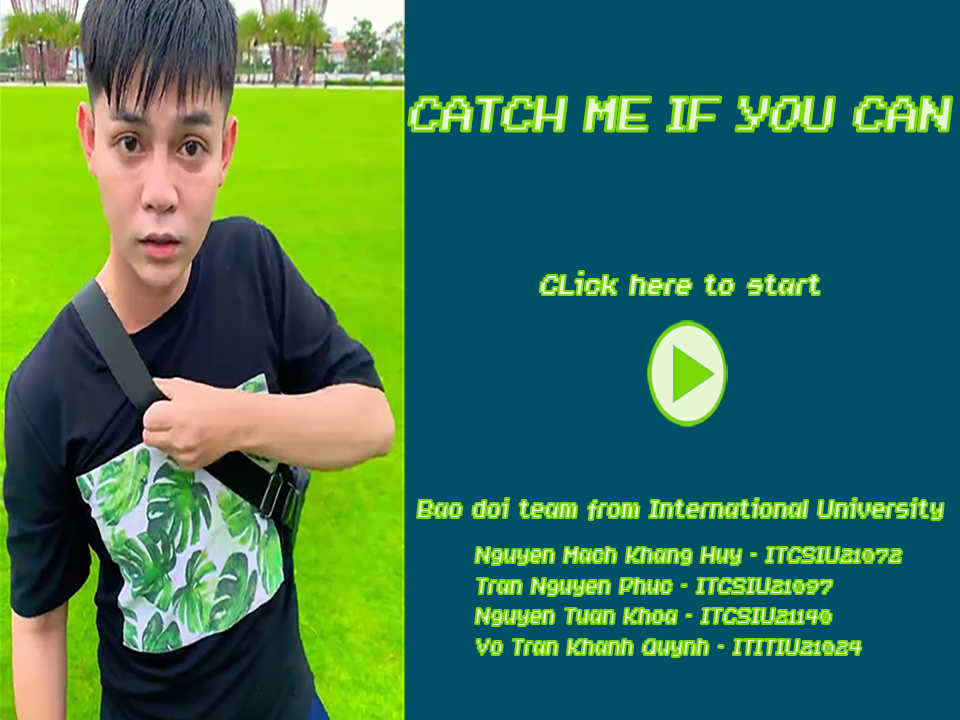 CATCH ME IF YOU CAN
CLick here to start
Bao doi team from International University
Nguyen Mach Khang Huy - ITCSIU21072
Tran Nguyen Phuc - ITCSIU21097
Nguyen Tuan Khoa - ITCSIU21140
Vo Tran Khanh Quynh - ITITIU21024